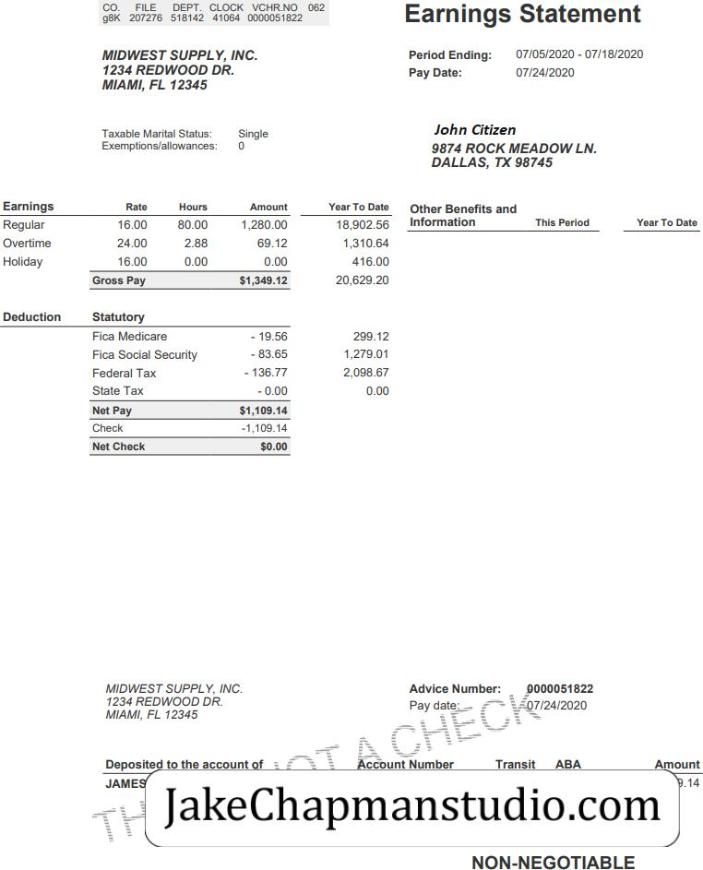 CO. FILE DEPT. CLOCK VCHR.NO 062
g8K 207276 518142 41064 0000051822
Earnings Statement
MIDWEST SUPPLY, INC.
1234 REDWOOD DR.
MIAMI, FL 12345
Period Ending: 07/05/2020 - 07/18/2020
Pay Date: 07/24/2020
Taxable Marital Status: Single
Exemptions/allowances: 0
John Citizen
9874 ROCK MEADOW LN.
DALLAS, TX 98745
Earnings Rate Hours Amount Year To Date
Regular 16.00 80.00 1,280.00 18,902.56
Overtime 24.00 2.88 69.12 1,310.64
Holiday 16.00 0.00 0.00 416.00
Gross Pay $1,349.12 20,629.20
Other Benefits and
Information This Period Year To Date
Deduction Statutory
Fica Medicare - 19.56 299.12
Fica Social Security - 83.65 1,279.01
Federal Tax - 136.77 2,098.67
State Tax - 0.00 0.00
Net Pay $1,109.14
Check -1,109.14
Net Check $0.00
MIDWEST SUPPLY, INC.
1234 REDWOOD DR.
MIAMI, FL 12345
Advice Number: 0000051822
Pay date: 07/24/2020
A CHECK
Deposited to the account of Account Number Transit ABA Amount
JAMES 9.14
JakeChapmanstudio.com
NON-NEGOTIABLE